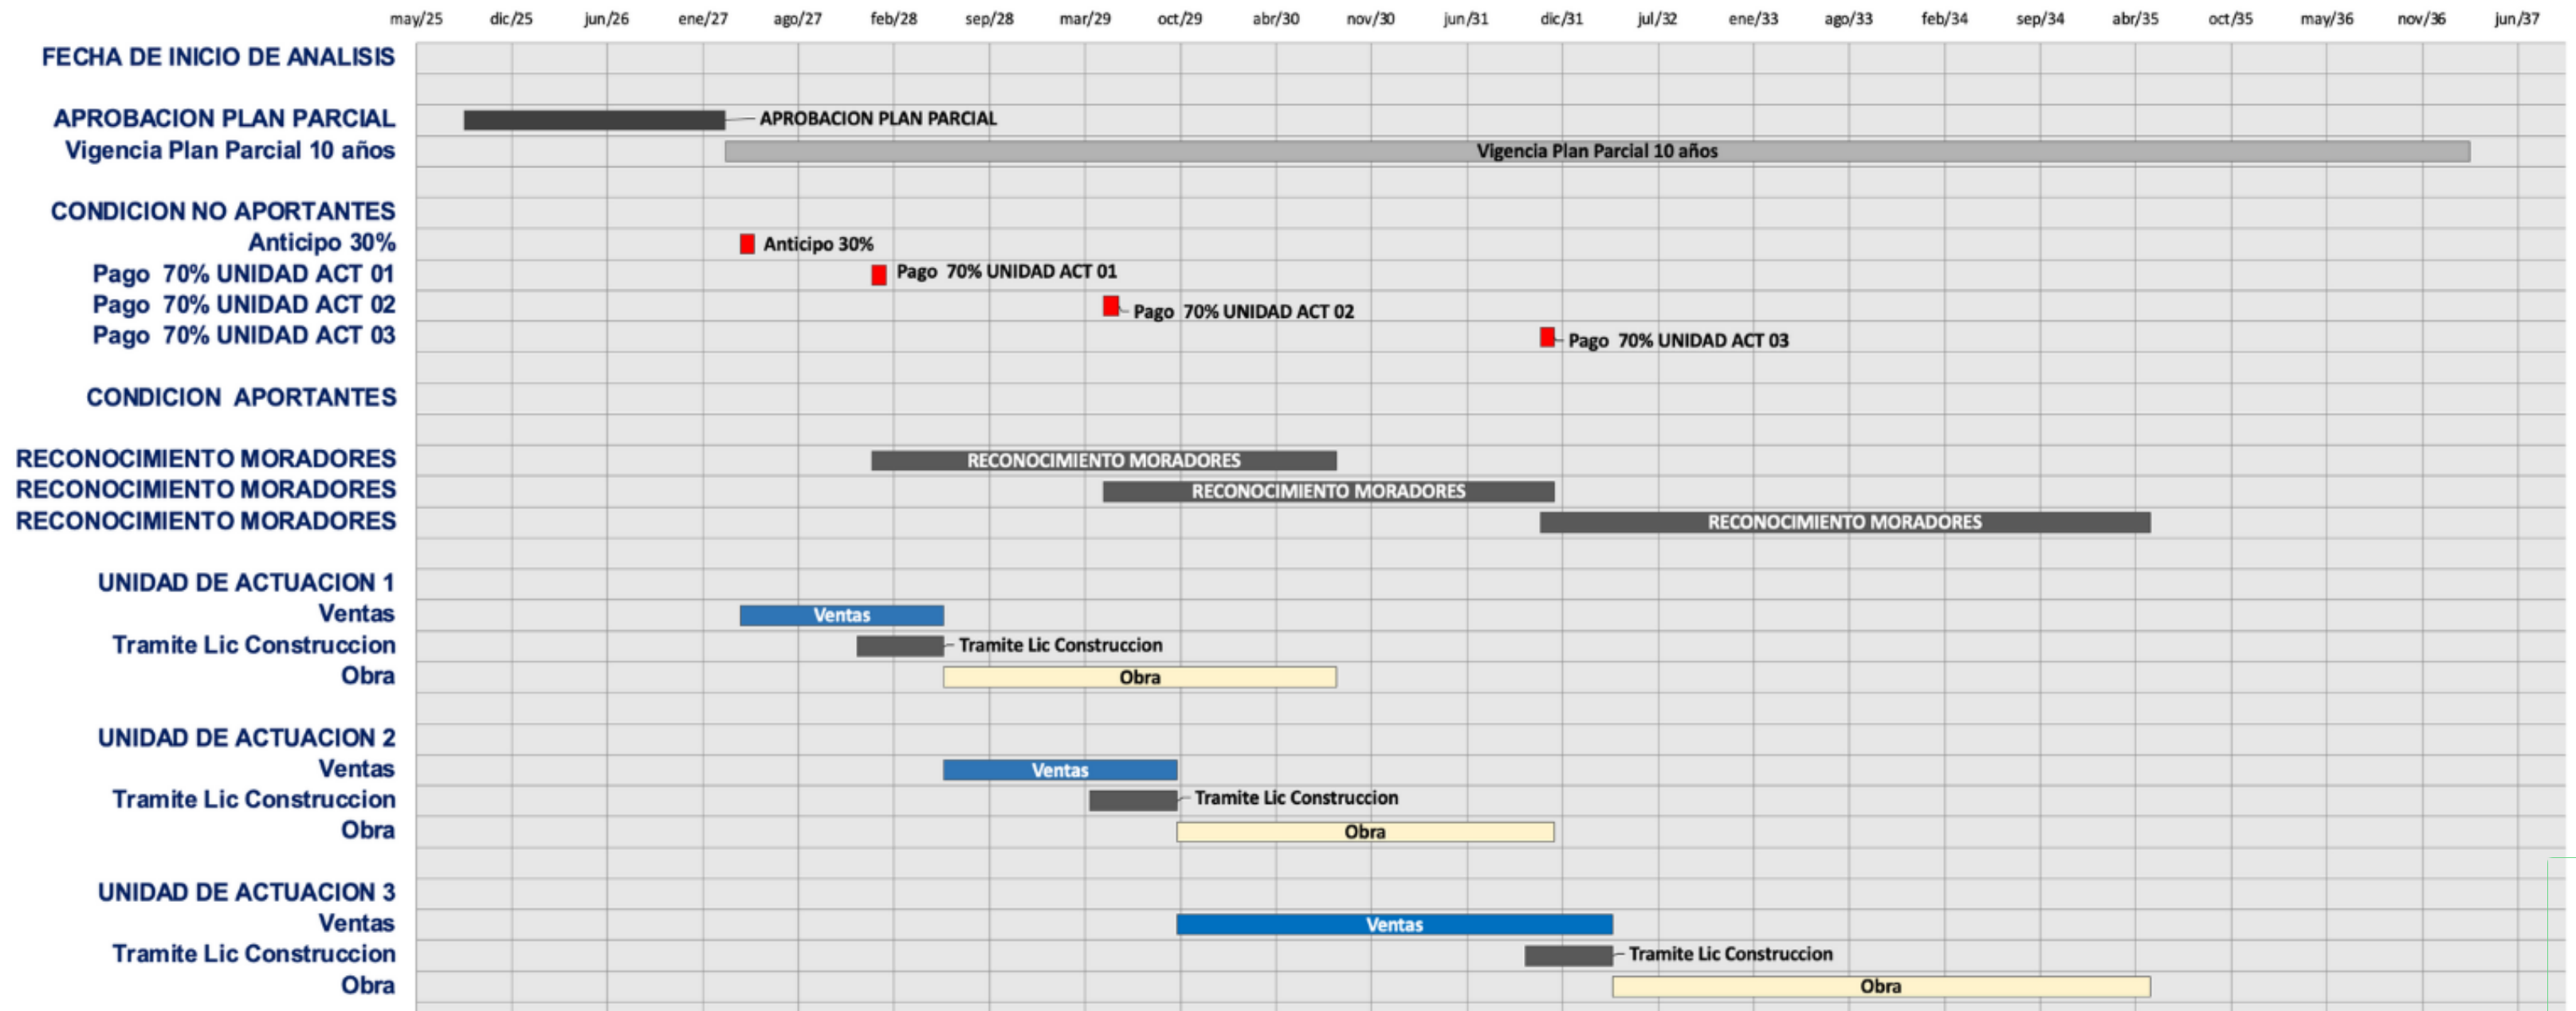 may/25 dic/25 jun/26 ene/27 ago/27 feb/28 sep/28 mar/29 oct/29 abr/30 nov/30 jun/31 dic/31 jul/32 ene/33 ago/33 feb/34 sep/34 abr/35 oct/35 may/36 nov/36 jun/37
FECHA DE INICIO DE ANALISIS
APROBACION PLAN PARCIAL APROBACION PLAN PARCIAL
Vigencia Plan Parcial 10 años Vigencia Plan Parcial 10 años
CONDICION NO APORTANTES
Anticipo 30% Anticipo 30%
Pago 70% UNIDAD ACT 01 Pago 70% UNIDAD ACT 01
Pago 70% UNIDAD ACT 02 Pago 70% UNIDAD ACT 02
Pago 70% UNIDAD ACT 03 Pago 70% UNIDAD ACT 03
CONDICION APORTANTES
RECONOCIMIENTO MORADORES RECONOCIMIENTO MORADORES
RECONOCIMIENTO MORADORES RECONOCIMIENTO MORADORES
RECONOCIMIENTO MORADORES RECONOCIMIENTO MORADORES
UNIDAD DE ACTUACION 1
Ventas Ventas
Tramite Lic Construccion Tramite Lic Construccion
Obra Obra
UNIDAD DE ACTUACION 2
Ventas Ventas
Tramite Lic Construccion Tramite Lic Construccion
Obra Obra
UNIDAD DE ACTUACION 3
Ventas Ventas
Tramite Lic Construccion Tramite Lic Construccion
Obra Obra